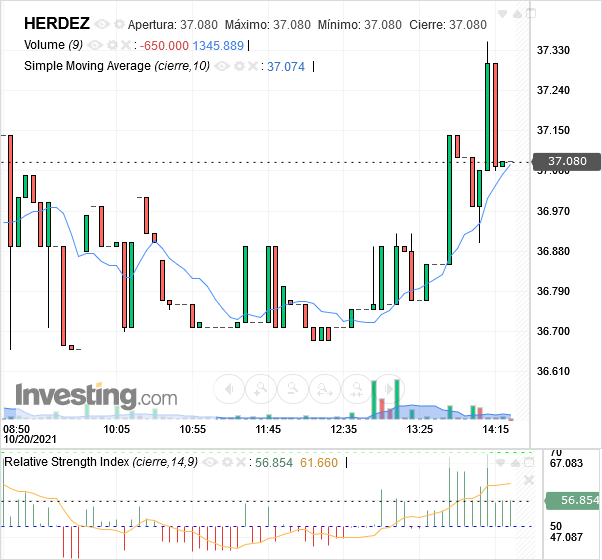 HERDEZ Apertura: 37.080 Máximo: 37.080 Mínimo: 37.080 Cierre: 37.080
Volume (9) : -650.000 1345.889
Simple Moving Average (cierre,10) : 37.074
37.330
37.240
37.150
37.080
37.060
36.970
36.880
36.790
36.700
36.610
Investing.com
08:50 10:05 10:55 11:45 12:35 13:25 14:15
10/20/2021
Relative Strength Index (cierre,14,9) : 56.854 61.660
70
67.083
56.854
50
47.087